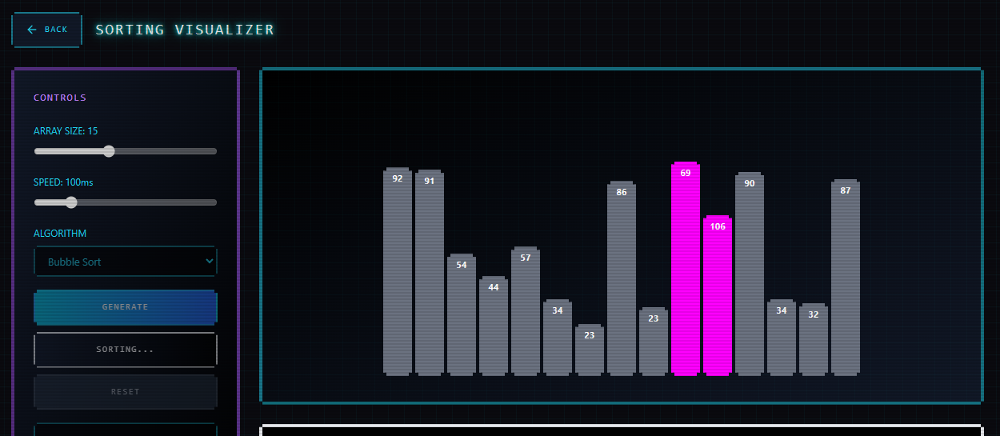 BACK
SORTING VISUALIZER
CONTROLS
ARRAY SIZE: 15
SPEED: 100ms
ALGORITHM
Bubble Sort
GENERATE
SORTING...
RESET
92 91 54 44 57 34 23 86 23 69 106 90 34 32 87